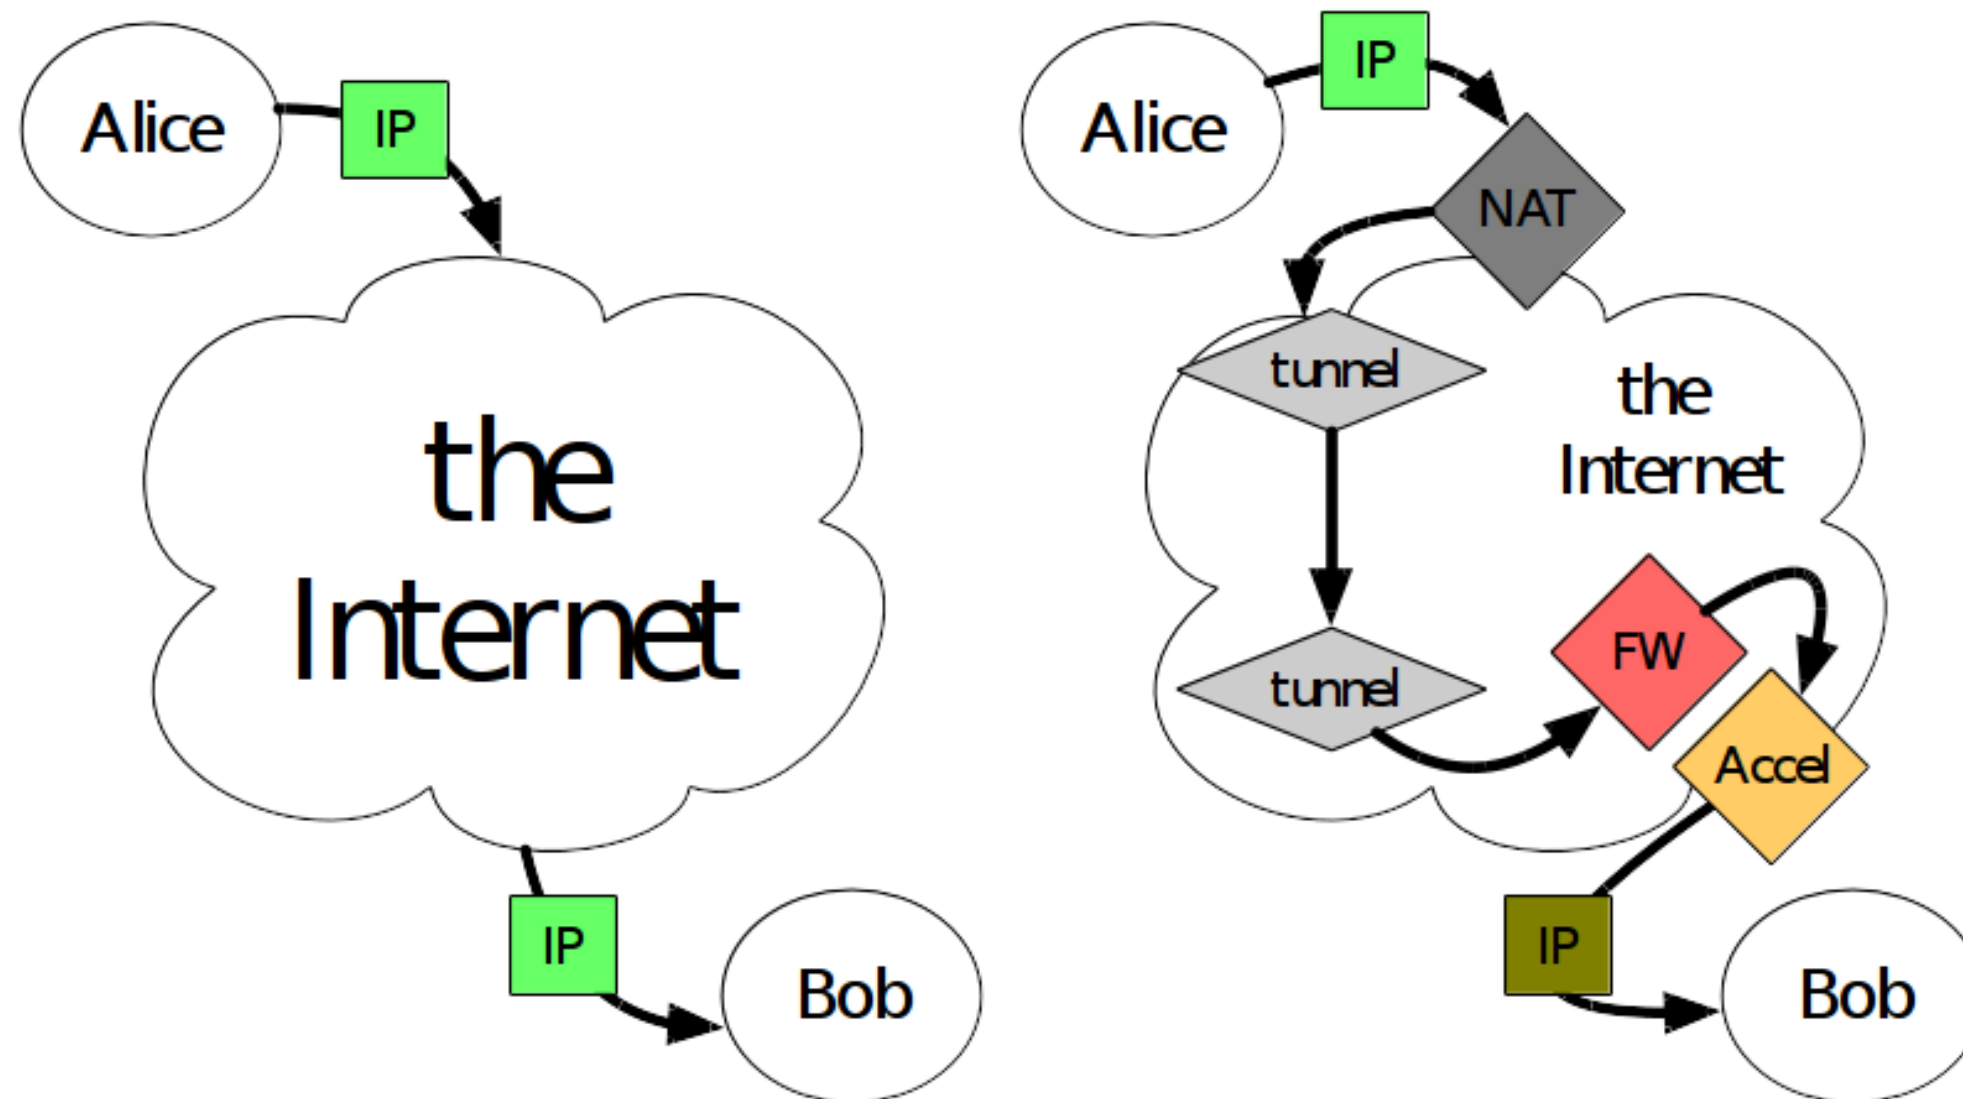 Alice
IP
the
Internet
IP
Bob
Alice
IP
NAT
tunnel
the
Internet
tunnel
FW
Accel
IP
Bob